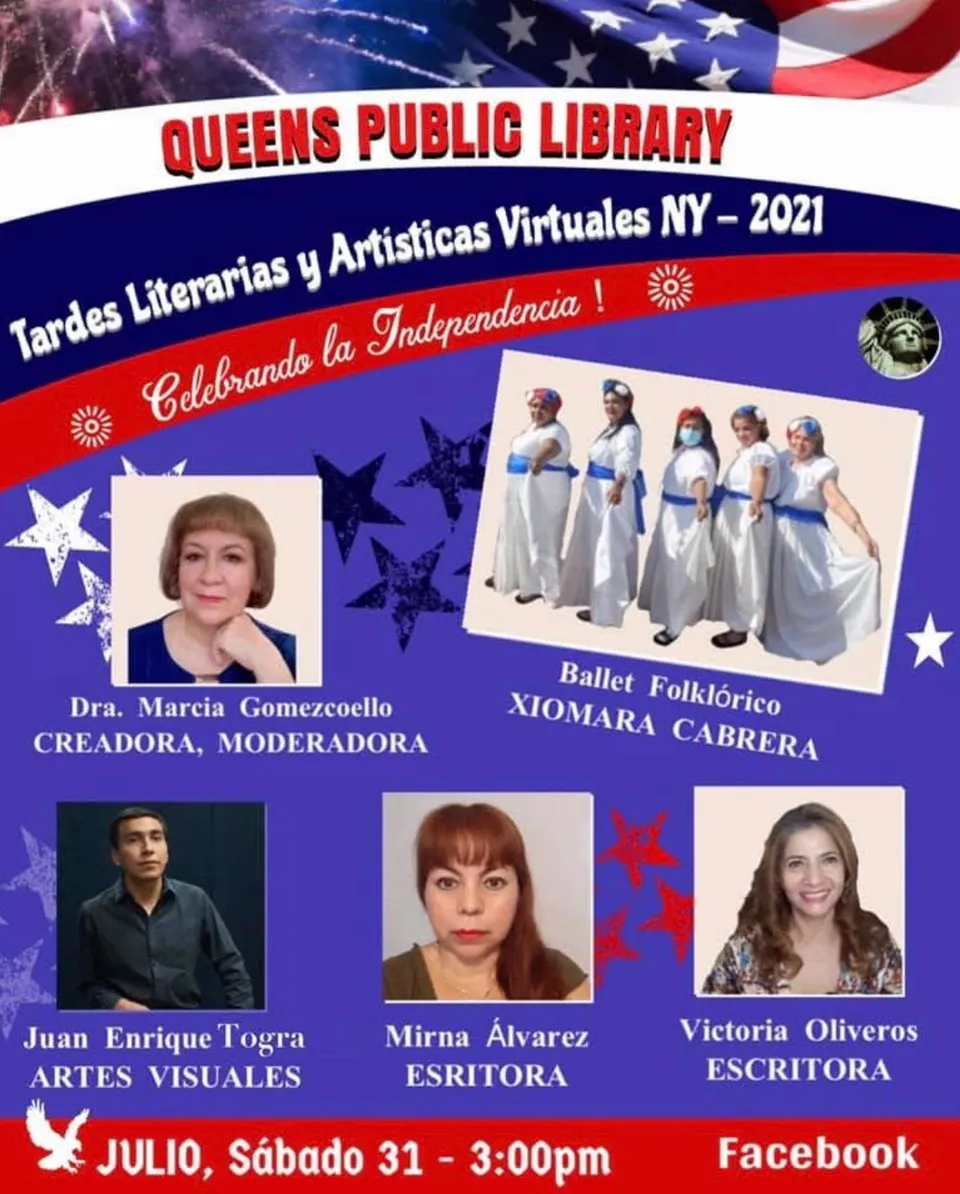 QUEENS PUBLIC LIBRARY
Tardes Literarias y Artísticas Virtuales NY – 2021
Celebrando la Independencia !
Dra. Marcia Gomezcoello
CREADORA, MODERADORA
Ballet Folklórico
XIOMARA CABRERA
Juan Enrique Togra
ARTES VISUALES
Mirna Álvarez
ESRITORA
Victoria Oliveros
ESCRITORA
JULIO, Sábado 31 - 3:00pm
Facebook